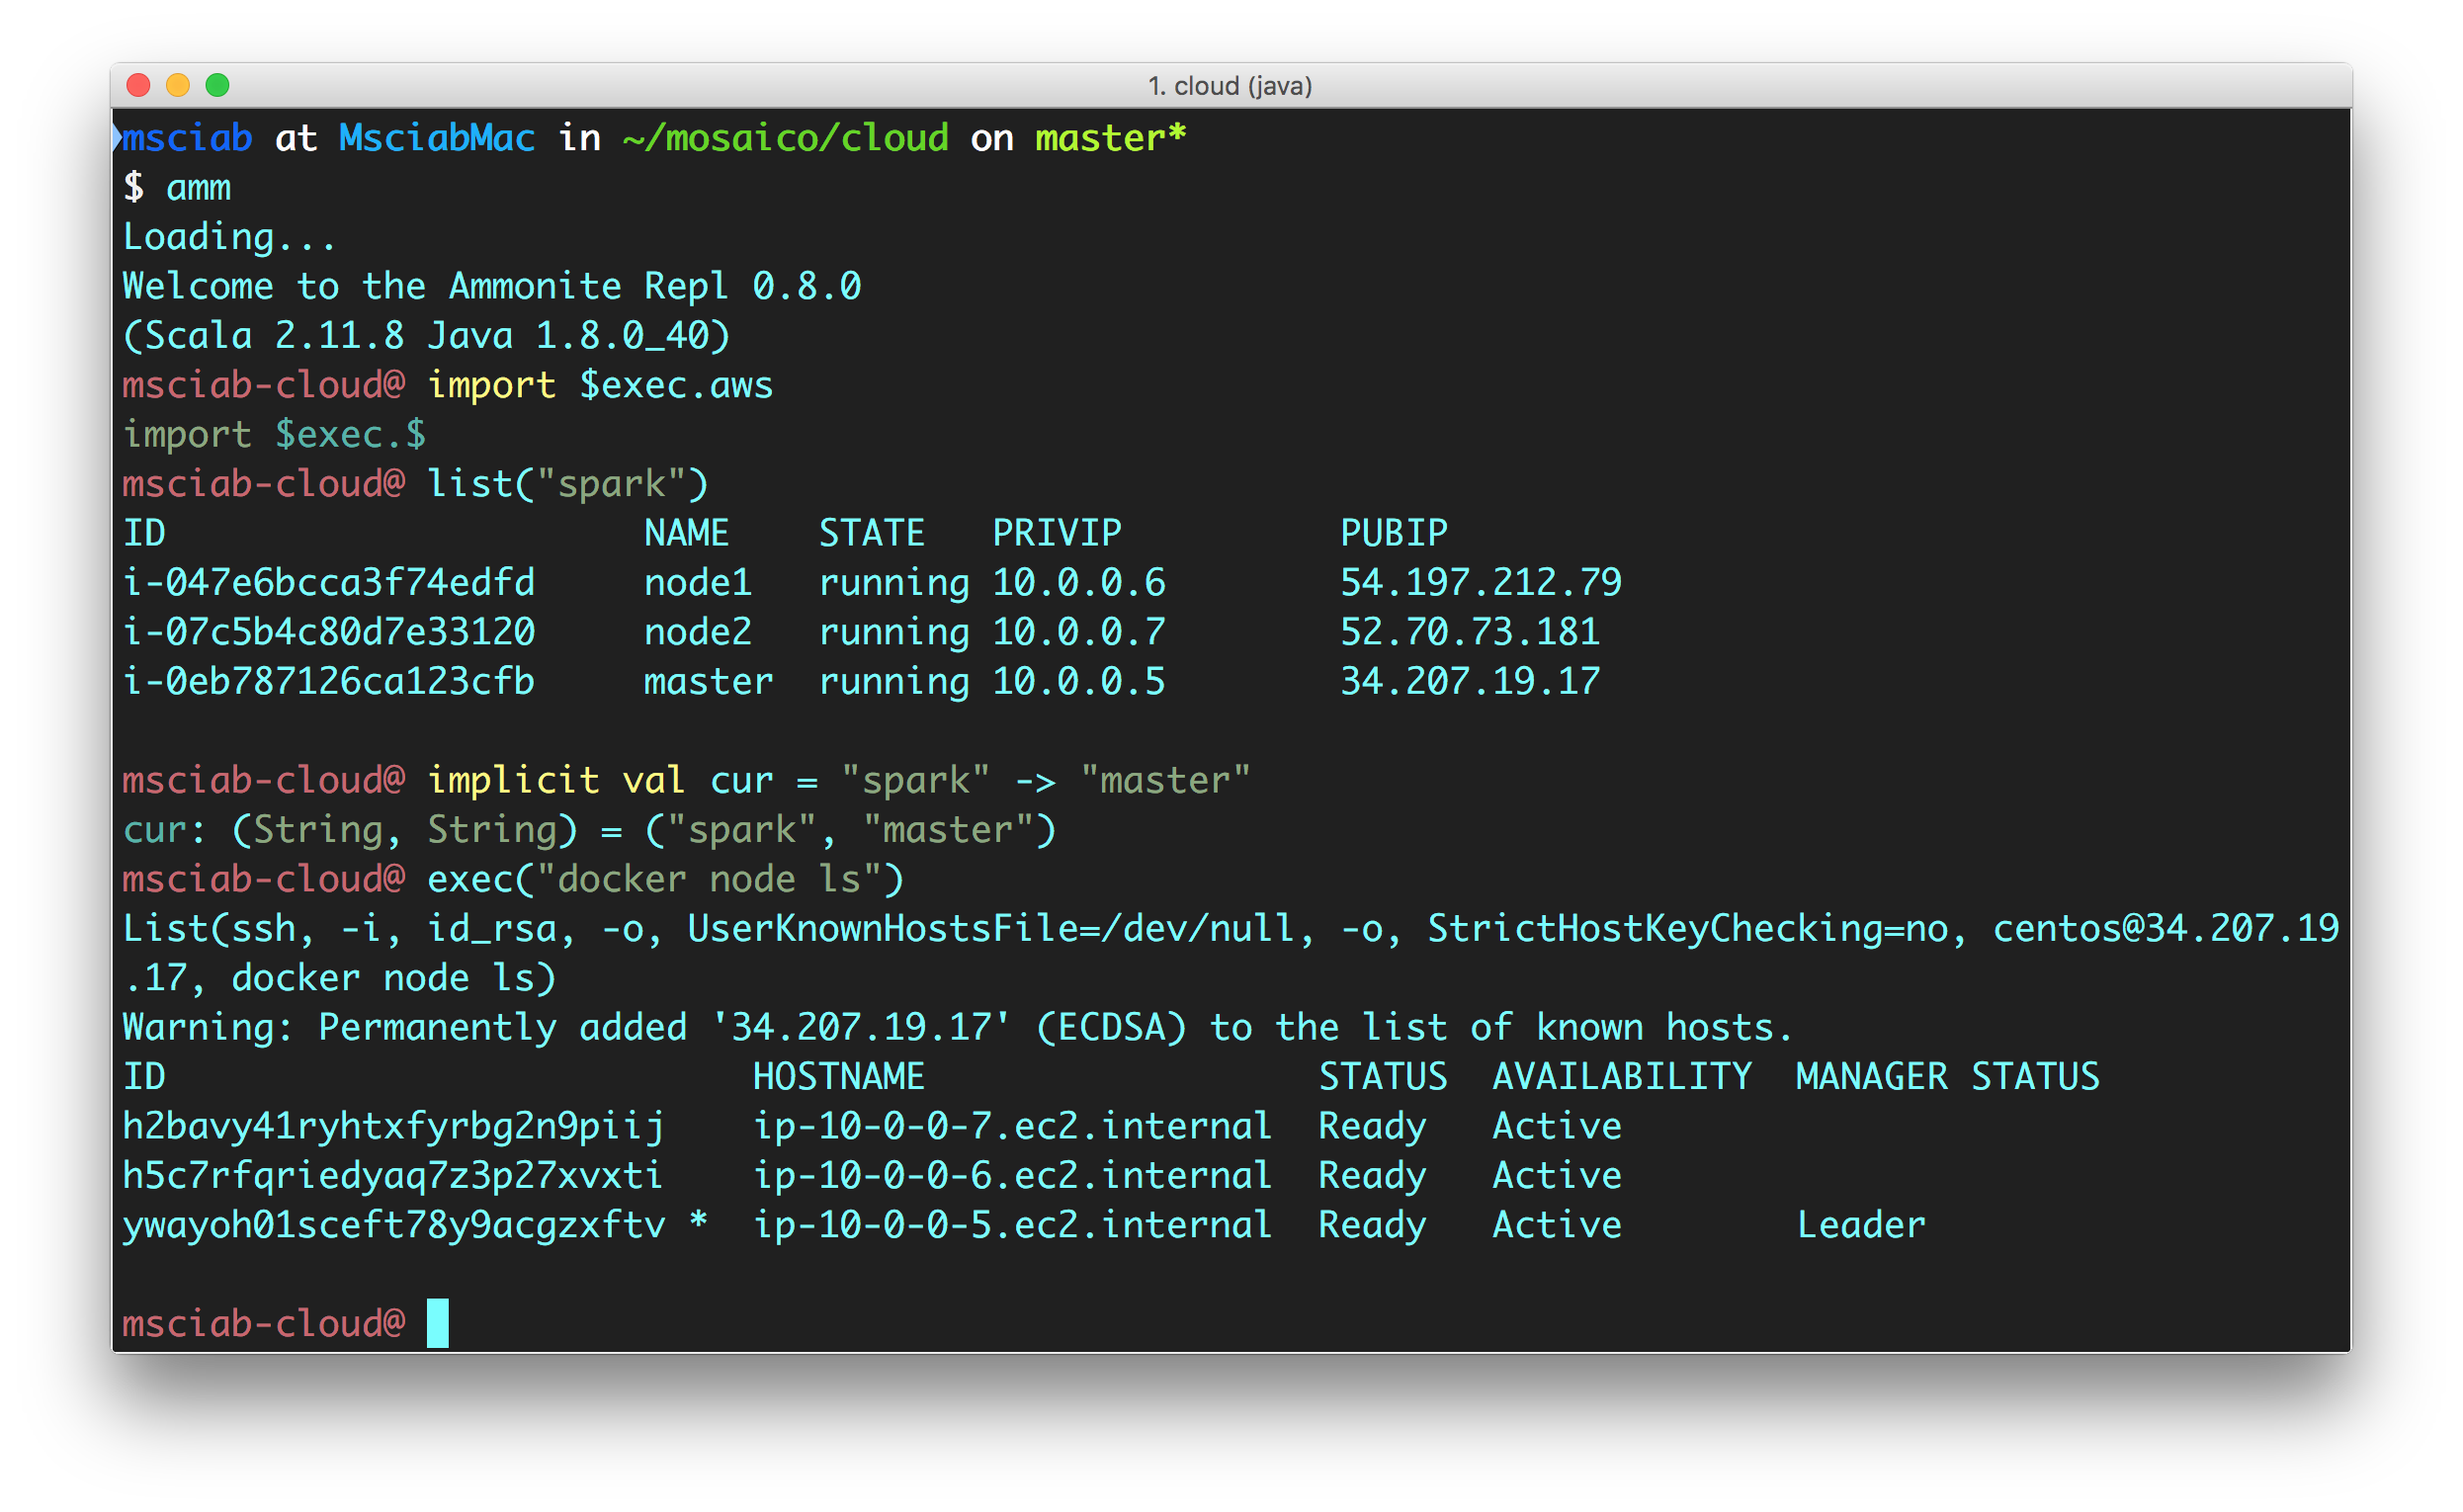 1. cloud (java)
msciab at MsciabMac in ~/mosaico/cloud on master*
$ amm
Loading...
Welcome to the Ammonite Repl 0.8.0
(Scala 2.11.8 Java 1.8.0_40)
msciab-cloud@ import $exec.aws
import $exec.$
msciab-cloud@ list("spark")
ID                      NAME    STATE   PRIVIP          PUBIP
i-047e6bcca3f74edfd     node1   running 10.0.0.6        54.197.212.79
i-07c5b4c80d7e33120     node2   running 10.0.0.7        52.70.73.181
i-0eb787126ca123cfb     master  running 10.0.0.5        34.207.19.17
msciab-cloud@ implicit val cur = "spark" -> "master"
cur: (String, String) = ("spark", "master")
msciab-cloud@ exec("docker node ls")
List(ssh, -i, id_rsa, -o, UserKnownHostsFile=/dev/null, -o, StrictHostKeyChecking=no, centos@34.207.19
.17, docker node ls)
Warning: Permanently added '34.207.19.17' (ECDSA) to the list of known hosts.
ID                           HOSTNAME                  STATUS  AVAILABILITY  MANAGER STATUS
h2bavy41ryhtxfyrbg2n9piij    ip-10-0-0-7.ec2.internal  Ready   Active
h5c7rfqriedyaq7z3p27xvxti    ip-10-0-0-6.ec2.internal  Ready   Active
ywayoh01sceft78y9acgzxftv *  ip-10-0-0-5.ec2.internal  Ready   Active        Leader
msciab-cloud@